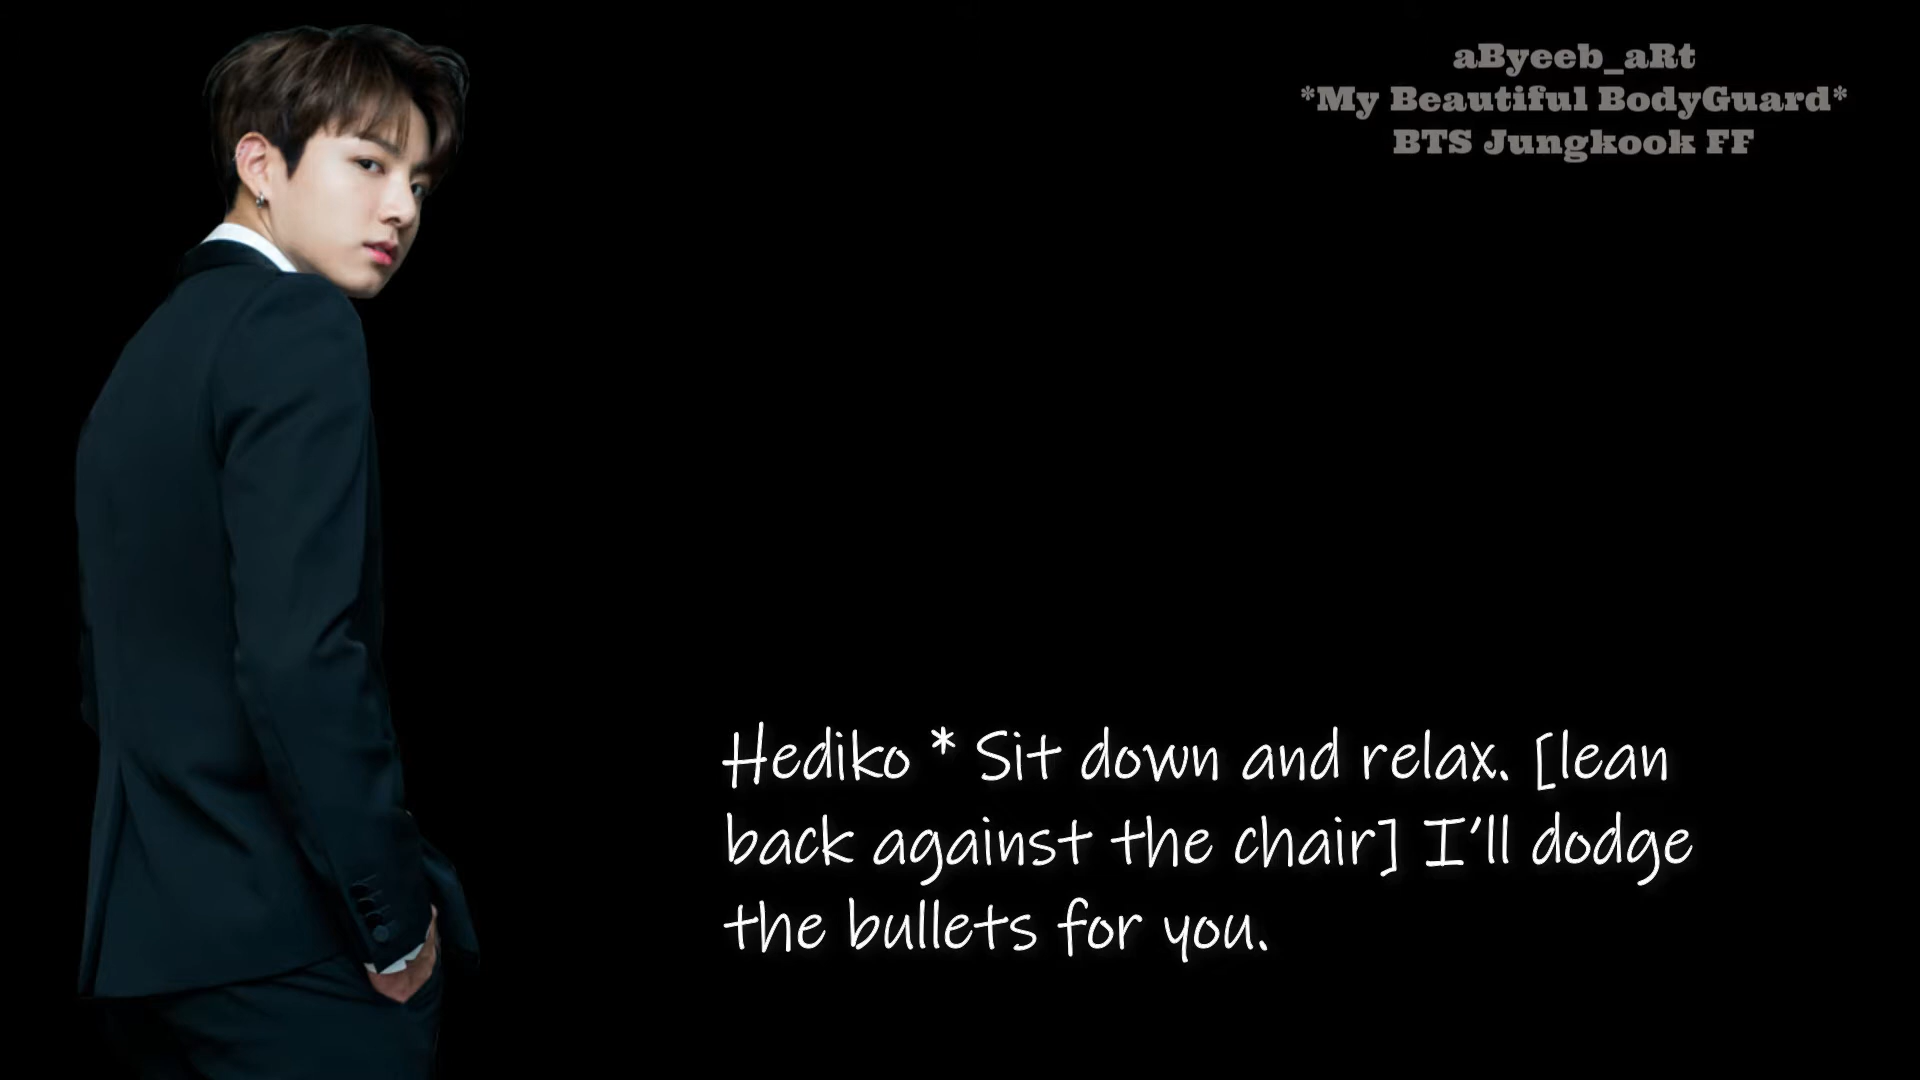 aByeeb_aRt
*My Beautiful BodyGuard*
BTS Jungkook FF
Hediko * Sit down and relax. [lean
back against the chair] I'll dodge
the bullets for you.